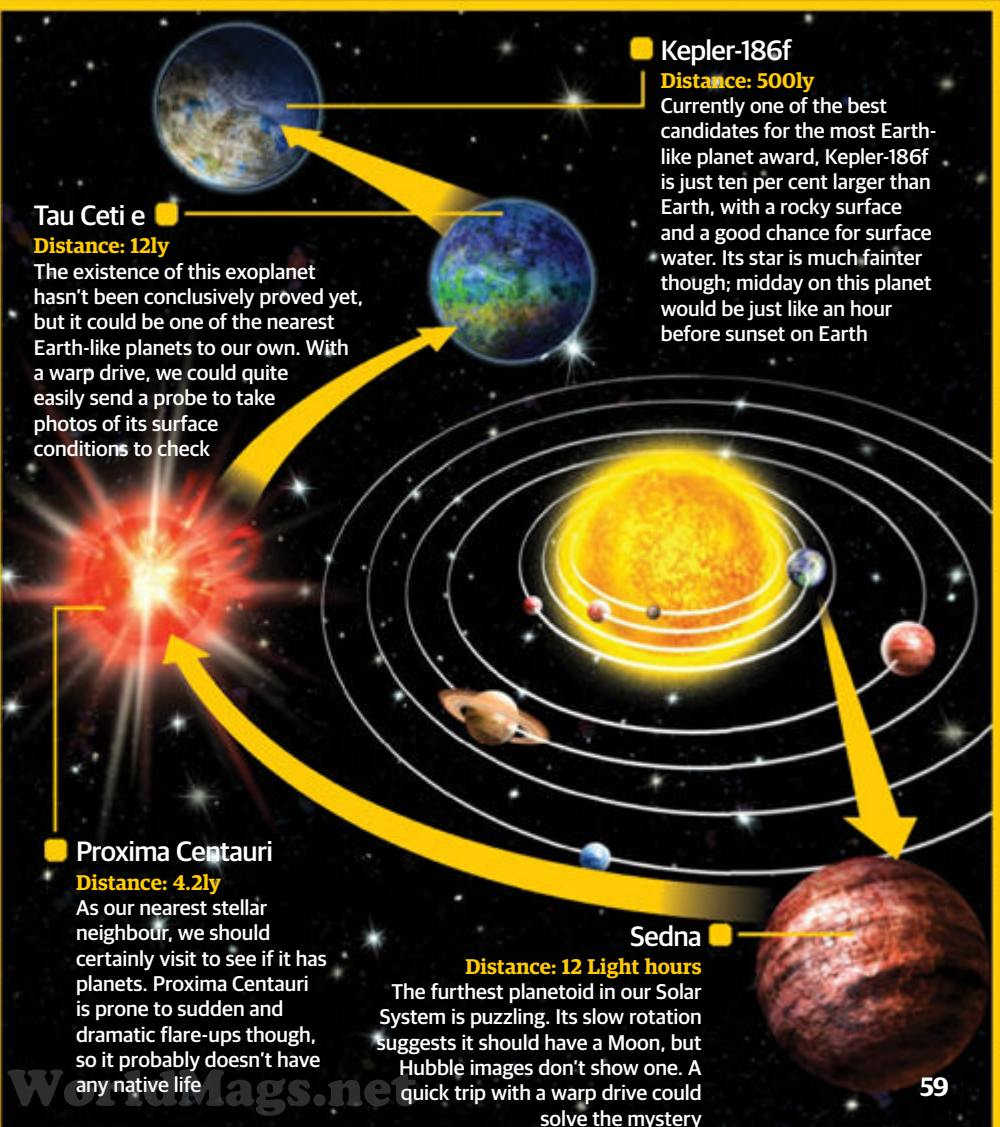 Kepler-186f
Distance: 500ly
Currently one of the best
candidates for the most Earth-
like planet award, Kepler-186f
is just ten per cent larger than
Earth, with a rocky surface
and a good chance for surface
water. Its star is much fainter
though; midday on this planet
would be just like an hour
before sunset on Earth
Tau Ceti e
Distance: 12ly
The existence of this exoplanet
hasn't been conclusively proved yet,
but it could be one of the nearest
Earth-like planets to our own. With
a warp drive, we could quite
easily send a probe to take
photos of its surface
conditions to check
Proxima Centauri
Distance: 4.2ly
As our nearest stellar
neighbour, we should
certainly visit to see if it has
planets. Proxima Centauri
is prone to sudden and
dramatic flare-ups though,
so it probably doesn't have
any native life
Sedna
Distance: 12 Light hours
The furthest planetoid in our Solar
System is puzzling. Its slow rotation
suggests it should have a Moon, but
Hubble images don't show one. A
quick trip with a warp drive could
solve the mystery
59
WorldMags.net